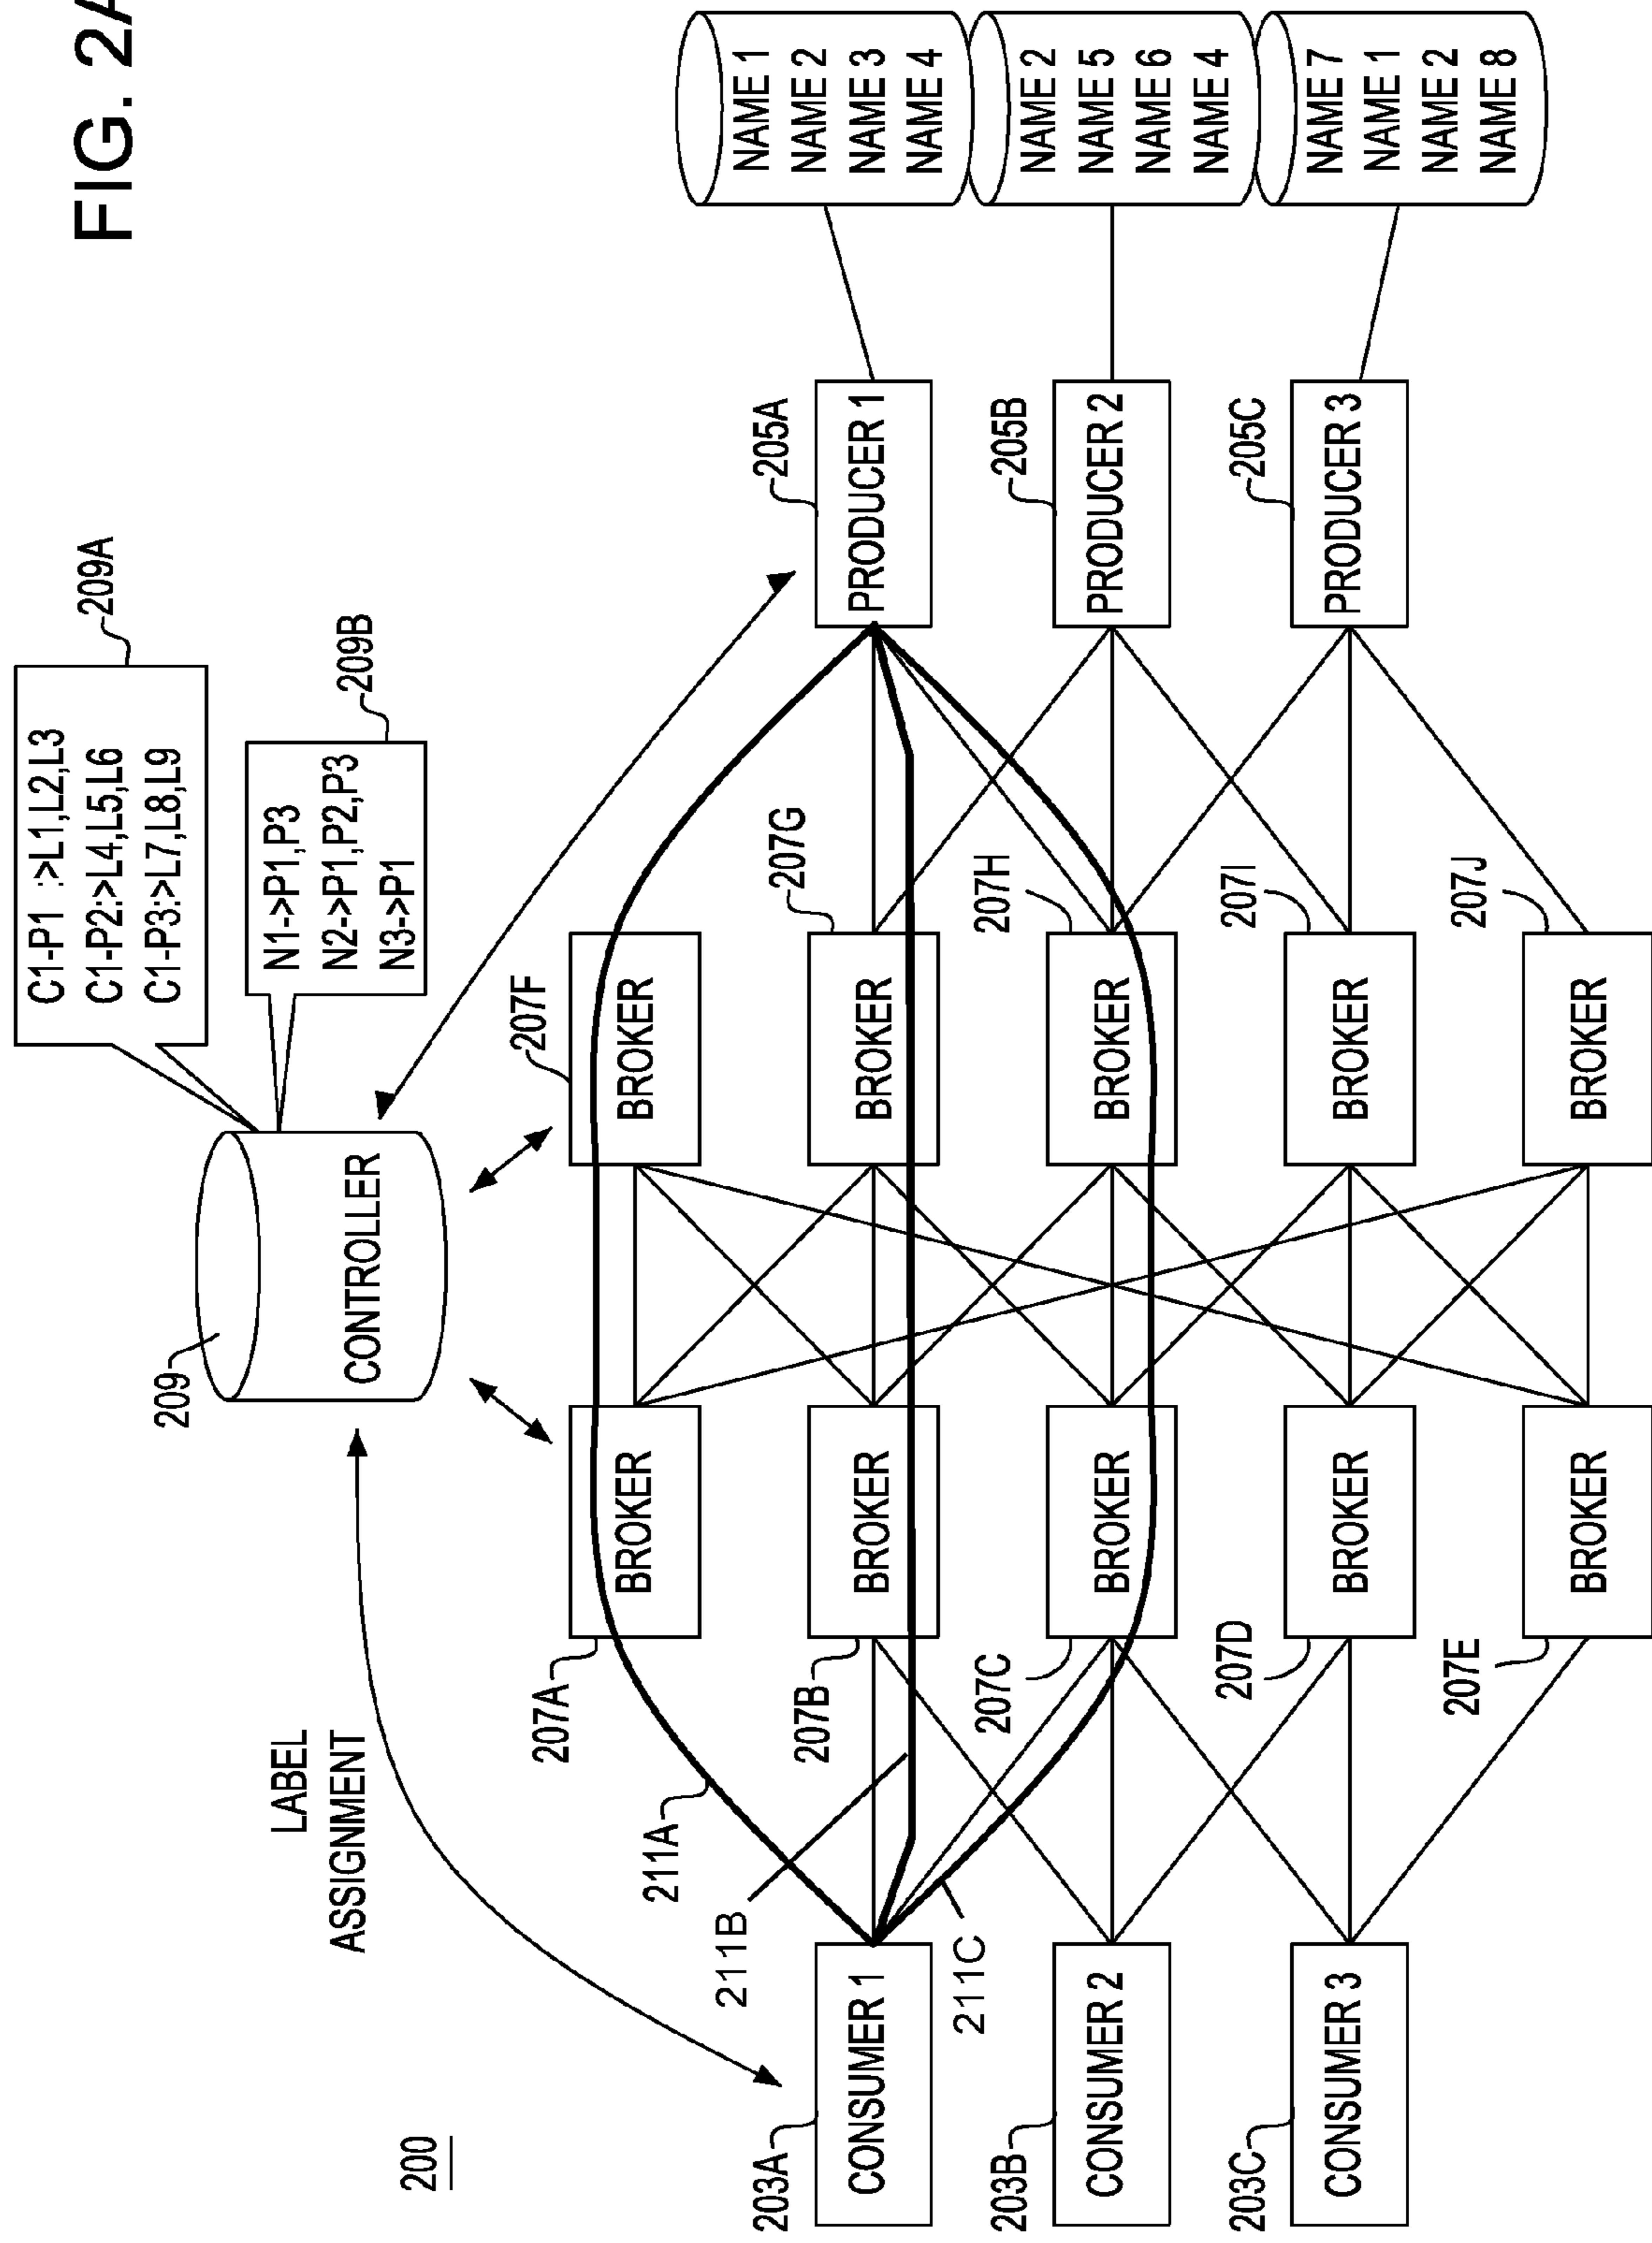 FIG. 2A
200
C1-P1 :>L1,L2,L3
C1-P2:>L4,L5,L6
C1-P3:>L7,L8,L9
209A
N1->P1,P3
N2->P1,P2,P3
N3->P1
209B
209
CONTROLLER
LABEL
ASSIGNMENT
207A
BROKER
207F
BROKER
211A
211B
203A
CONSUMER 1
207B
BROKER
207G
BROKER
205A
PRODUCER 1
NAME 1
NAME 2
NAME 3
NAME 4
211C
203B
CONSUMER 2
207C
BROKER
207H
BROKER
205B
PRODUCER 2
NAME 2
NAME 5
NAME 6
NAME 4
203C
CONSUMER 3
207D
BROKER
207I
BROKER
205C
PRODUCER 3
NAME 7
NAME 1
NAME 2
NAME 8
207E
BROKER
207J
BROKER